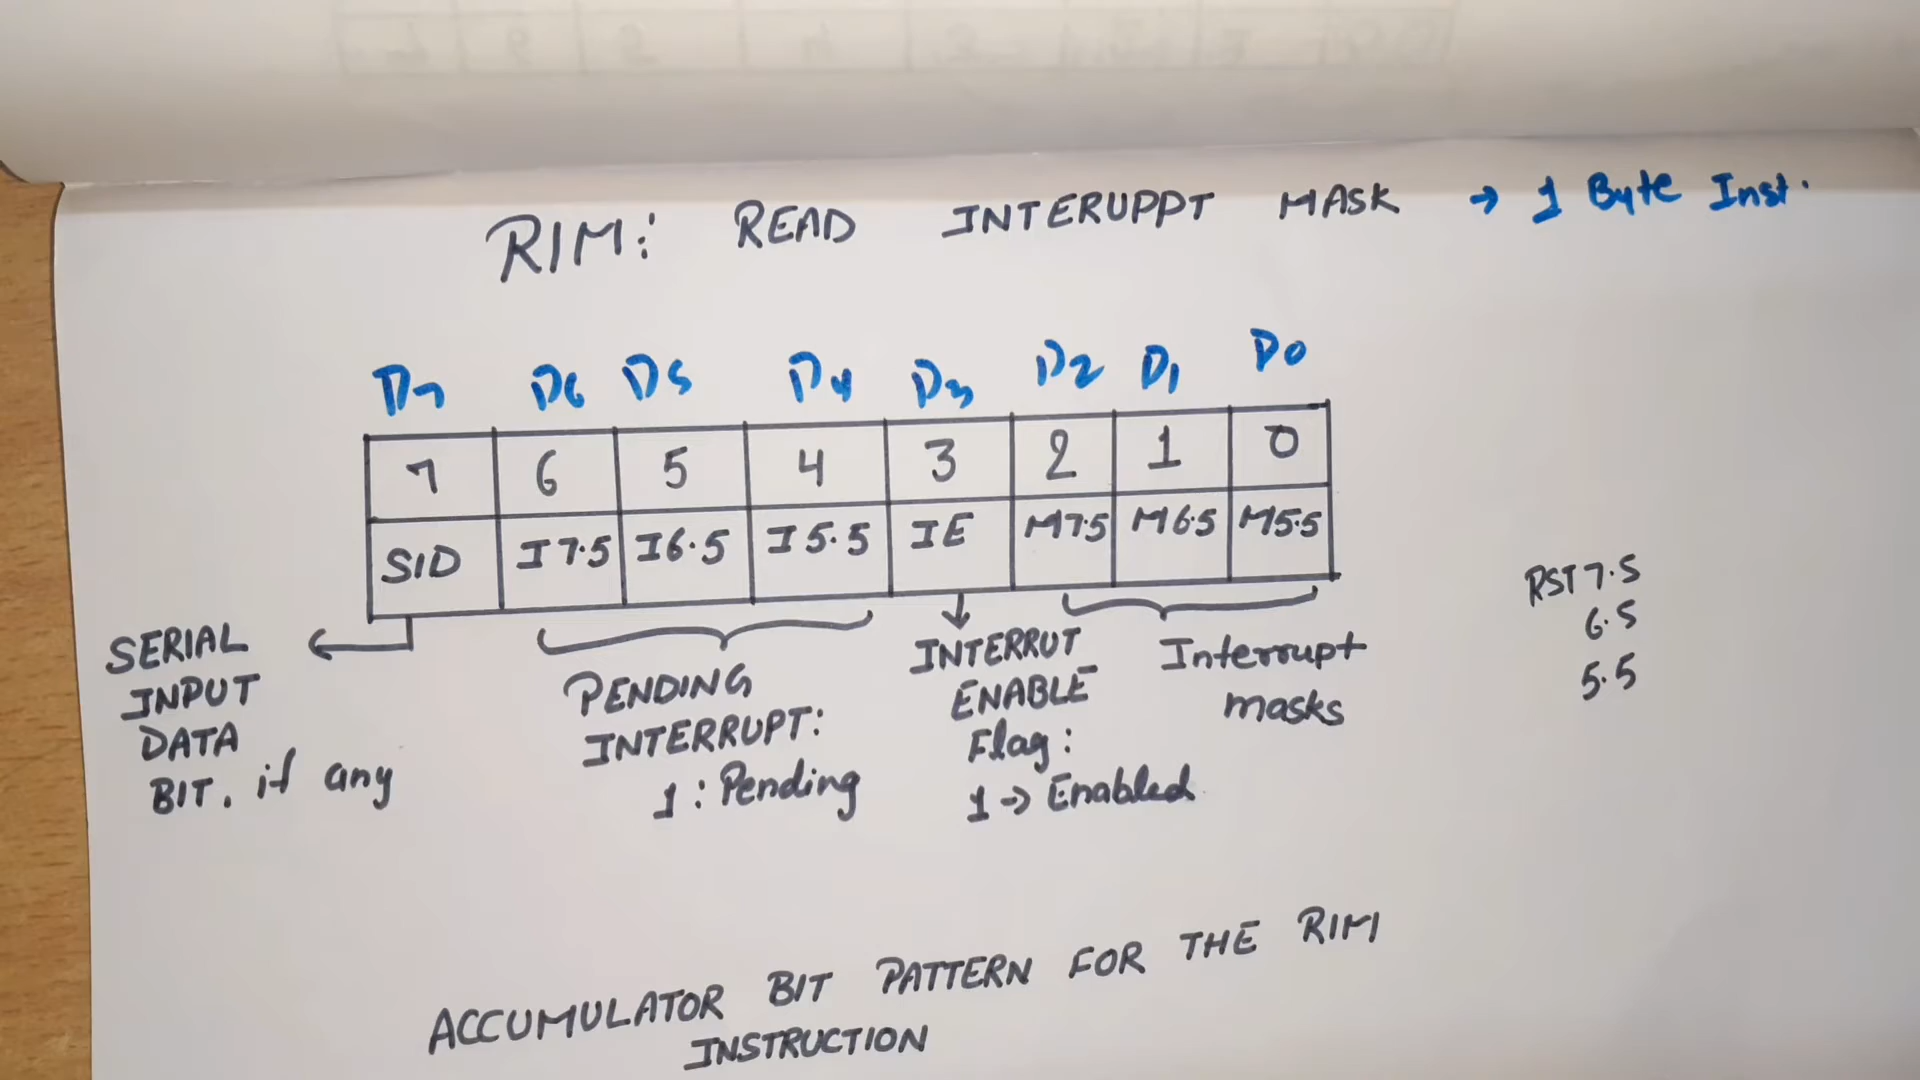 RIM: READ INTERUPPT MASK → 1 Byte Inst.
D7 D6 D5 D4 D3 D2 D1 D0
7 6 5 4 3 2 1 0
SID I7.5 I6.5 I5.5 IE M7.5 M6.5 M5.5
SERIAL
INPUT
DATA
BIT. if any
PENDING
INTERRUPT:
1: Pending
INTERRUT
ENABLE
Flag:
1 → Enabled
Interrupt
masks
RST 7.5
6.5
5.5
ACCUMULATOR BIT PATTERN FOR THE RIM
INSTRUCTION